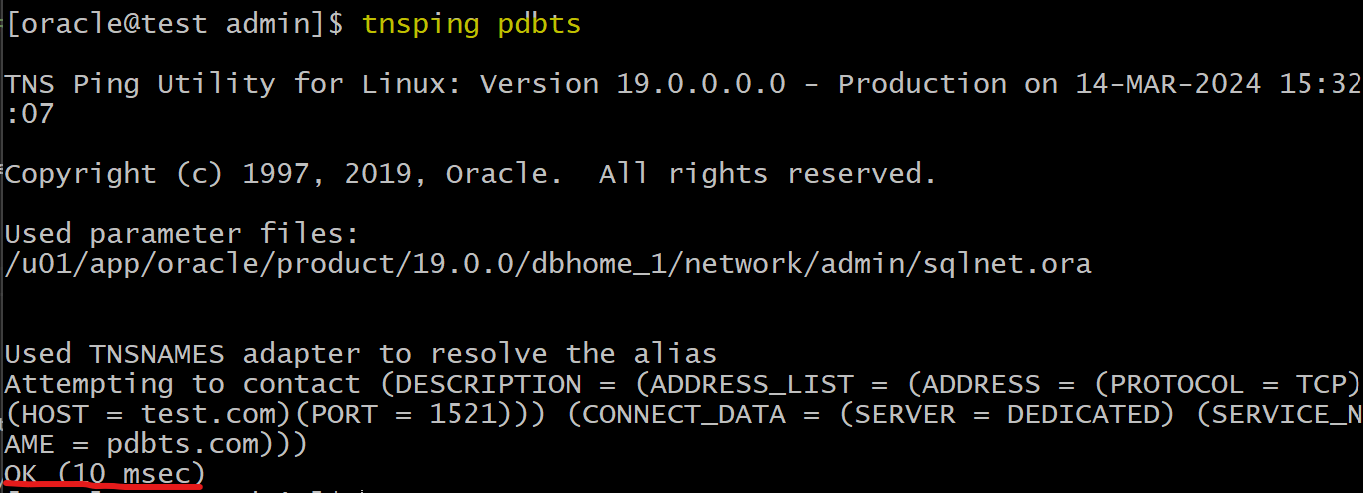 [oracle@test admin]$ tnsping pdbts
TNS Ping Utility for Linux: Version 19.0.0.0.0 - Production on 14-MAR-2024 15:32
:07
Copyright (c) 1997, 2019, Oracle.  All rights reserved.
Used parameter files:
/u01/app/oracle/product/19.0.0/dbhome_1/network/admin/sqlnet.ora
Used TNSNAMES adapter to resolve the alias
Attempting to contact (DESCRIPTION = (ADDRESS_LIST = (ADDRESS = (PROTOCOL = TCP)
(HOST = test.com)(PORT = 1521))) (CONNECT_DATA = (SERVER = DEDICATED) (SERVICE_N
AME = pdbts.com)))
OK (10 msec)